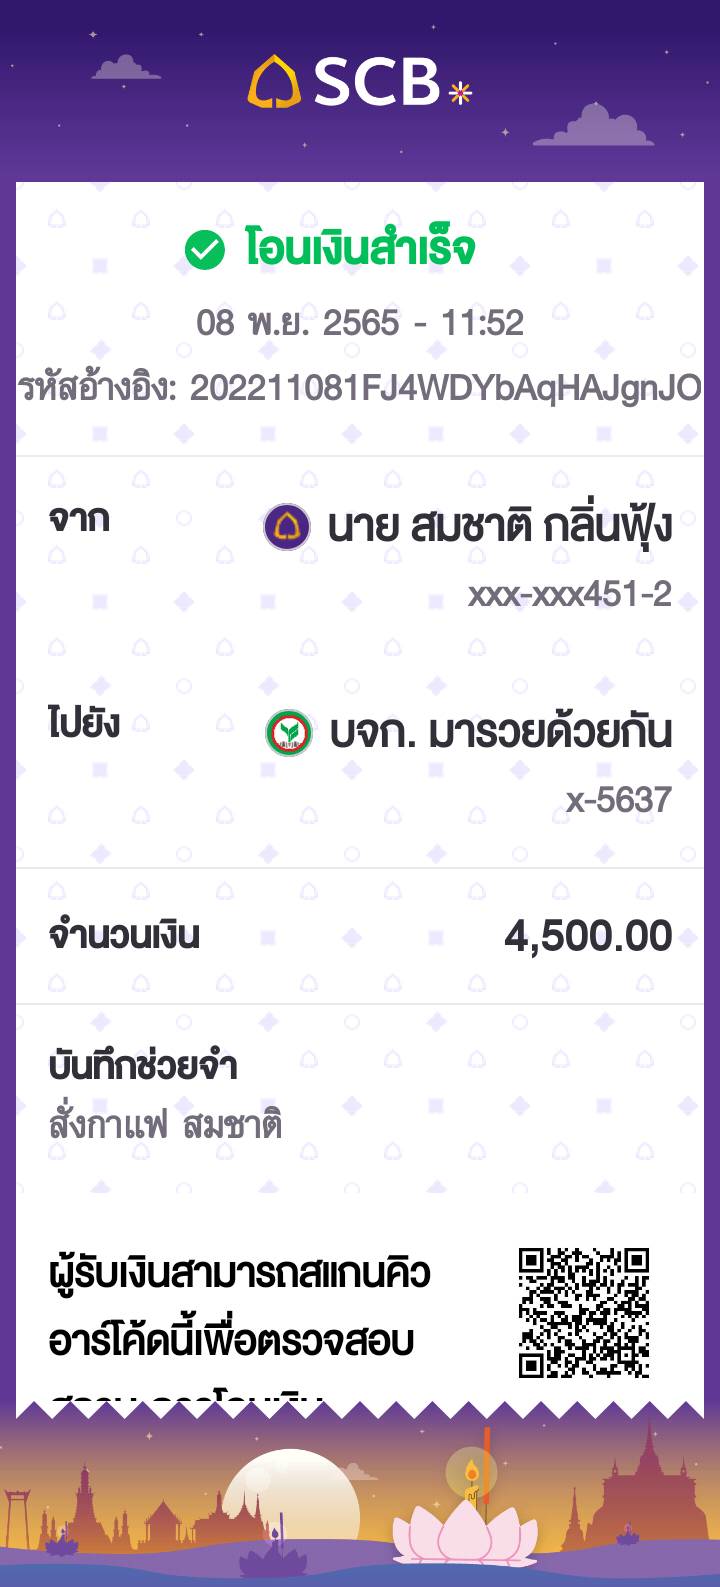 SCB
โอนเงินสำเร็จ
08 พ.ย. 2565 - 11:52
รหัสอ้างอิง: 202211081FJ4WDYbAqHAJgnJO
จาก
นาย สมชาติ กลิ่นฟุ้ง
xxx-xxx451-2
ไปยัง
บจก. มารวยด้วยกัน
x-5637
จำนวนเงิน
4,500.00
บันทึกช่วยจำ
สั่งกาแฟ สมชาติ
ผู้รับเงินสามารถสแกนคิว
อาร์โค้ดนี้เพื่อตรวจสอบ